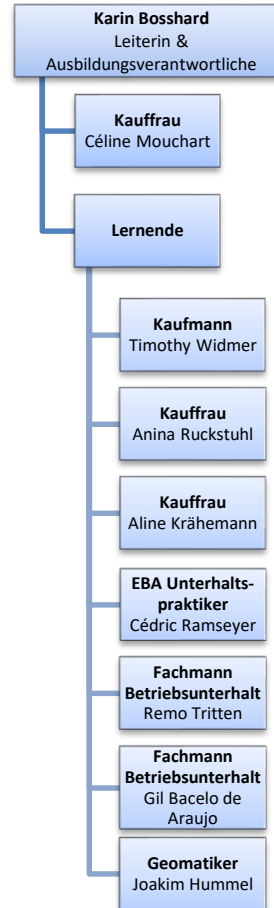 Karin Bosshard
Leiterin &
Ausbildungsverantwortliche
Kauffrau
Céline Mouchart
Lernende
Kaufmann
Timothy Widmer
Kauffrau
Anina Ruckstuhl
Kauffrau
Aline Krähemann
EBA Unterhalts-
praktiker
Cédric Ramseyer
Fachmann
Betriebsunterhalt
Remo Tritten
Fachmann
Betriebsunterhalt
Gil Bacelo de
Araujo
Geomatiker
Joakim Hummel